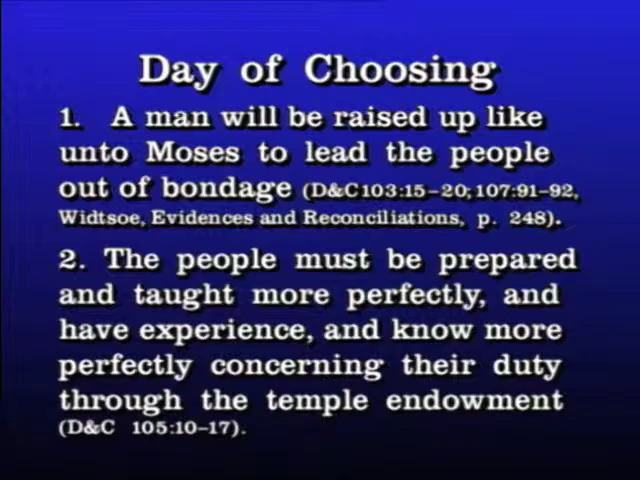 Day of Choosing
1. A man will be raised up like
unto Moses to lead the people
out of bondage (D&C103:15-20;107:91-92,
Widtsoe, Evidences and Reconciliations, p. 248).
2. The people must be prepared
and taught more perfectly, and
have experience, and know more
perfectly concerning their duty
through the temple endowment
(D&C 105:10-17).